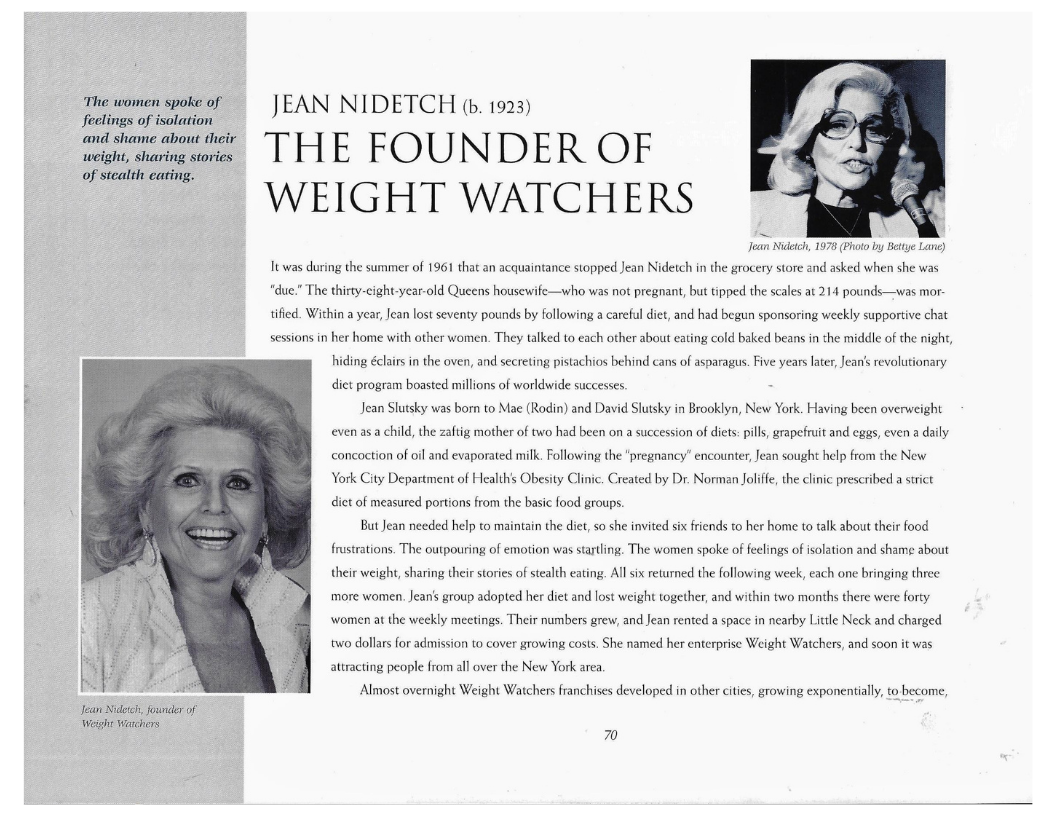 The women spoke of
feelings of isolation
and shame about their
weight, sharing stories
of stealth eating.
JEAN NIDETCH (b. 1923)
THE FOUNDER OF
WEIGHT WATCHERS
Jean Nidetch, 1978 (Photo by Bettye Lane)
It was during the summer of 1961 that an acquaintance stopped Jean Nidetch in the grocery store and asked when she was
"due." The thirty-eight-year-old Queens housewife—who was not pregnant, but tipped the scales at 214 pounds—was mor-
tified. Within a year, Jean lost seventy pounds by following a careful diet, and had begun sponsoring weekly supportive chat
sessions in her home with other women. They talked to each other about eating cold baked beans in the middle of the night,
hiding éclairs in the oven, and secreting pistachios behind cans of asparagus. Five years later, Jean's revolutionary
diet program boasted millions of worldwide successes.
Jean Slutsky was born to Mae (Rodin) and David Slutsky in Brooklyn, New York. Having been overweight
even as a child, the zaftig mother of two had been on a succession of diets: pills, grapefruit and eggs, even a daily
concoction of oil and evaporated milk. Following the "pregnancy" encounter, Jean sought help from the New
York City Department of Health's Obesity Clinic. Created by Dr. Norman Joliffe, the clinic prescribed a strict
diet of measured portions from the basic food groups.
But Jean needed help to maintain the diet, so she invited six friends to her home to talk about their food
frustrations. The outpouring of emotion was startling. The women spoke of feelings of isolation and shame about
their weight, sharing their stories of stealth eating. All six returned the following week, each one bringing three
more women. Jean's group adopted her diet and lost weight together, and within two months there were forty
women at the weekly meetings. Their numbers grew, and Jean rented a space in nearby Little Neck and charged
two dollars for admission to cover growing costs. She named her enterprise Weight Watchers, and soon it was
attracting people from all over the New York area.
Almost overnight Weight Watchers franchises developed in other cities, growing exponentially, to become,
Jean Nidetch, founder of
Weight Watchers
70